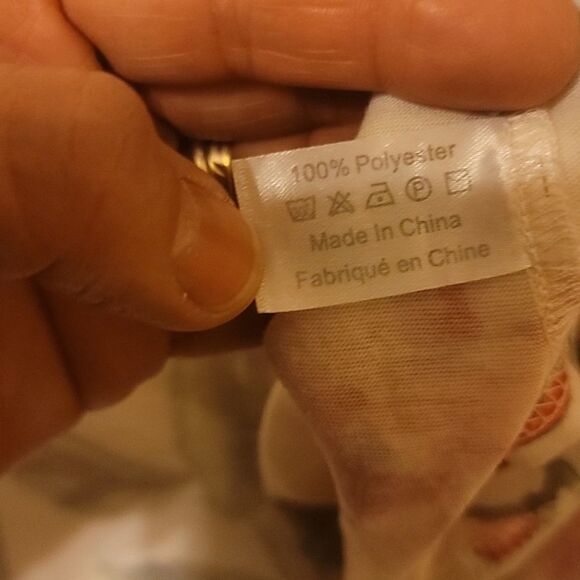 100% Polyester
Made In China
Fabriqué en Chine